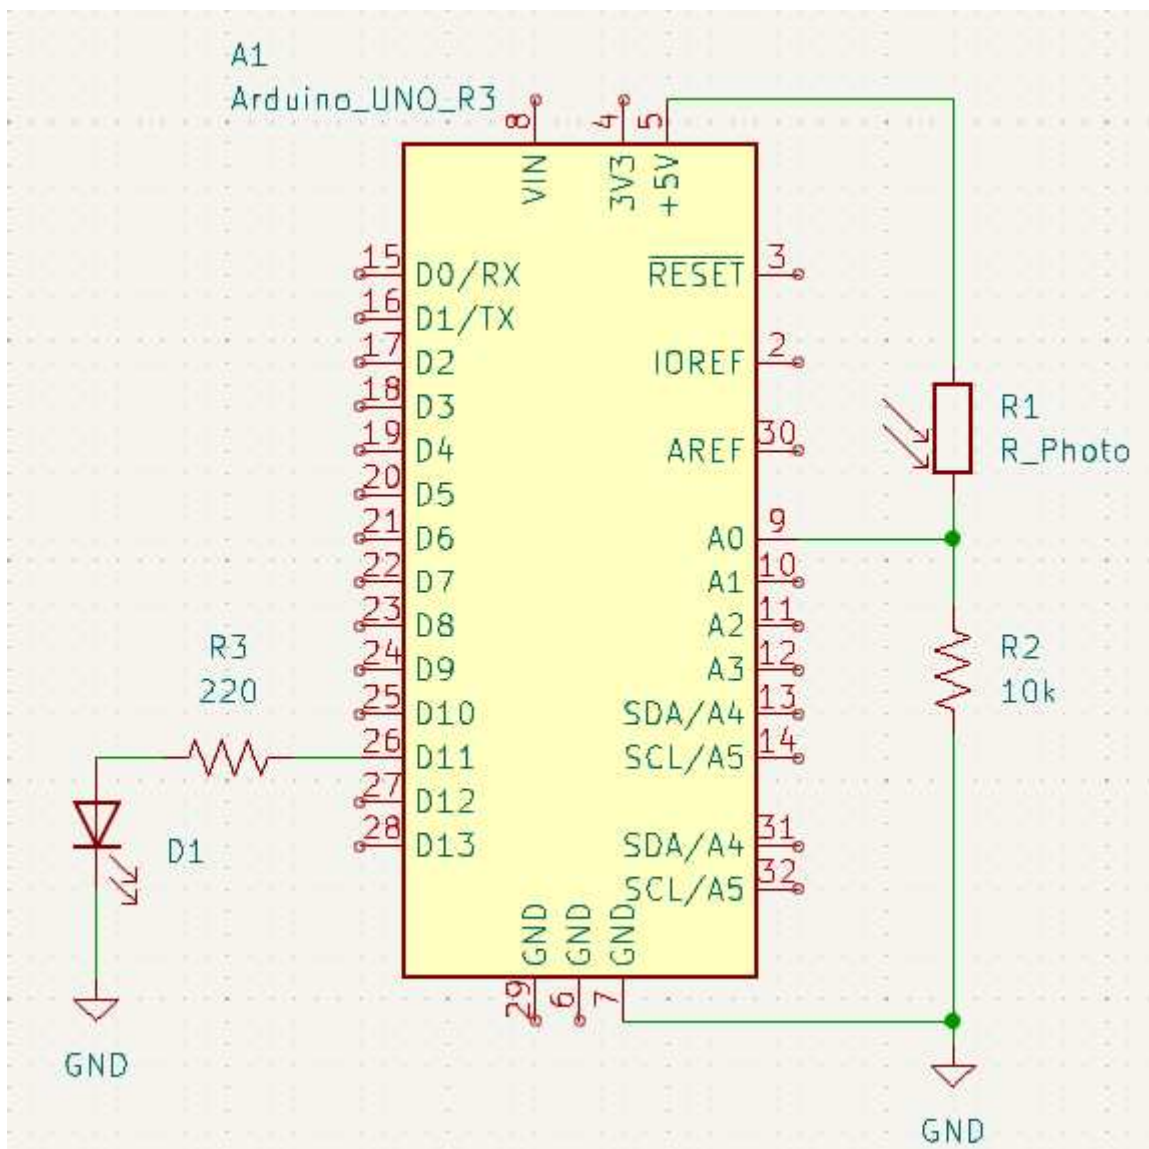 A1
Arduino_UNO_R3
8
4
5
VIN
3V3
+5V
15
D0/RX
RESET
3
16
D1/TX
17
D2
IOREF
2
18
D3
19
D4
AREF
30
20
D5
21
D6
A0
9
22
D7
A1
10
23
D8
A2
11
24
D9
A3
12
25
D10
SDA/A4
13
26
D11
SCL/A5
14
27
D12
28
D13
SDA/A4
31
SCL/A5
32
GND
GND
GND
29
6
7
R1
R_Photo
R2
10k
R3
220
D1
GND
GND